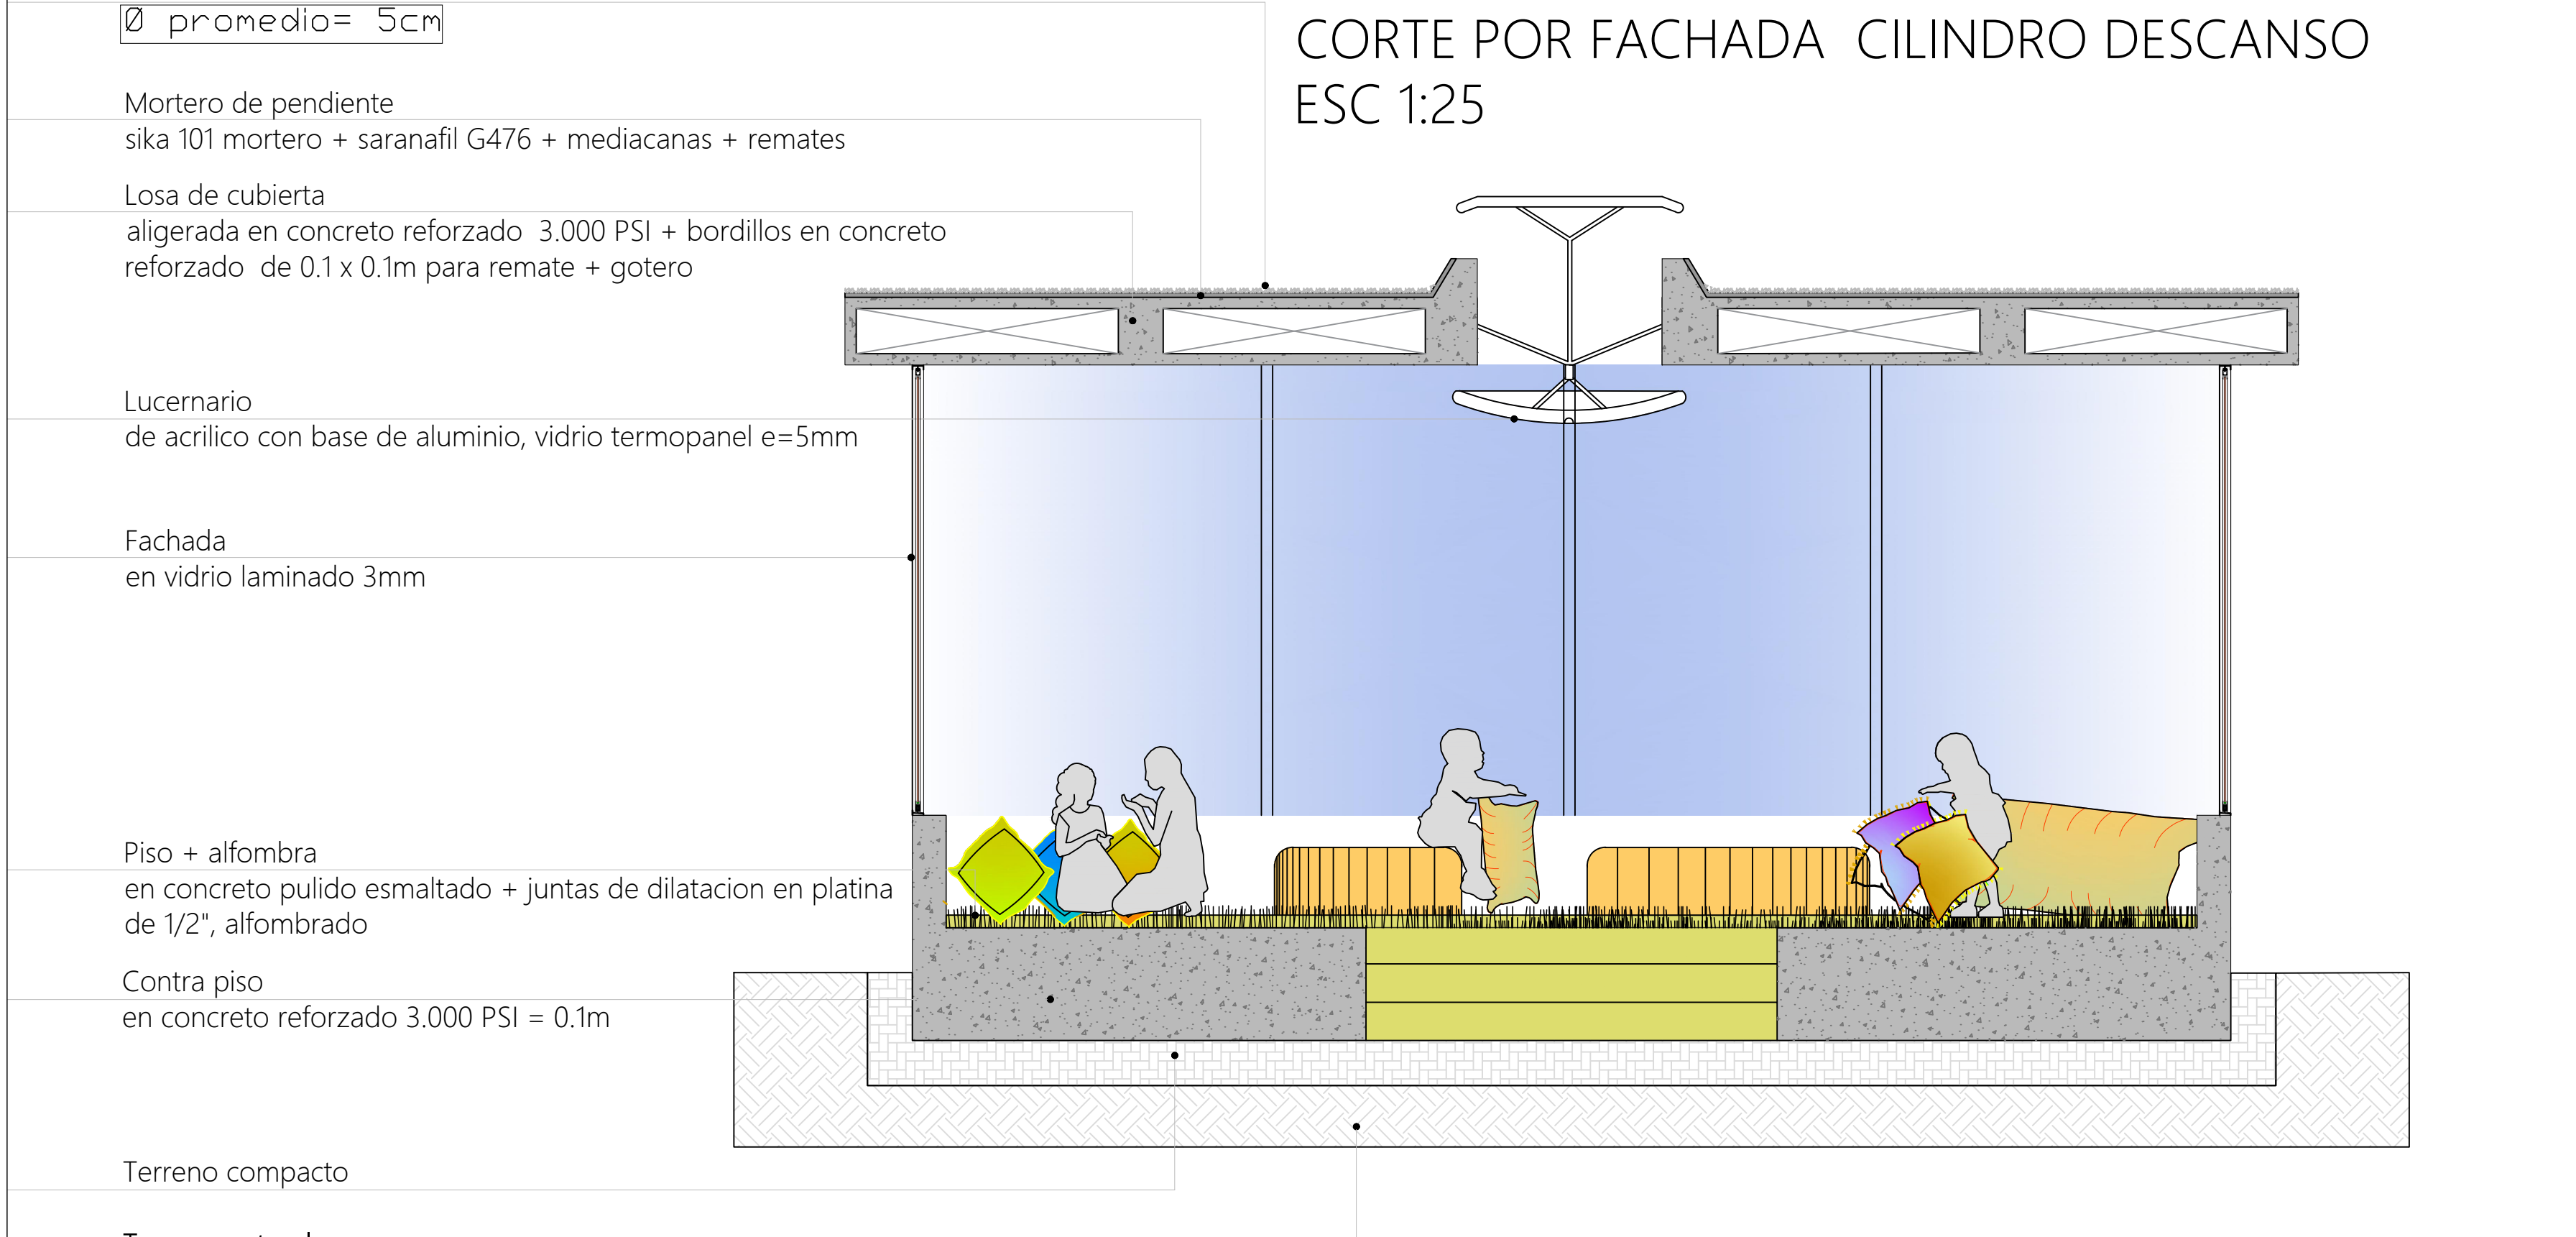 Ø promedio= 5cm
CORTE POR FACHADA CILINDRO DESCANSO
ESC 1:25
Mortero de pendiente
sika 101 mortero + saranafil G476 + mediacanas + remates
Losa de cubierta
aligerada en concreto reforzado 3.000 PSI + bordillos en concreto
reforzado de 0.1 x 0.1m para remate + gotero
Lucernario
de acrilico con base de aluminio, vidrio termopanel e=5mm
Fachada
en vidrio laminado 3mm
Piso + alfombra
en concreto pulido esmaltado + juntas de dilatacion en platina
de 1/2", alfombrado
Contra piso
en concreto reforzado 3.000 PSI = 0.1m
Terreno compacto